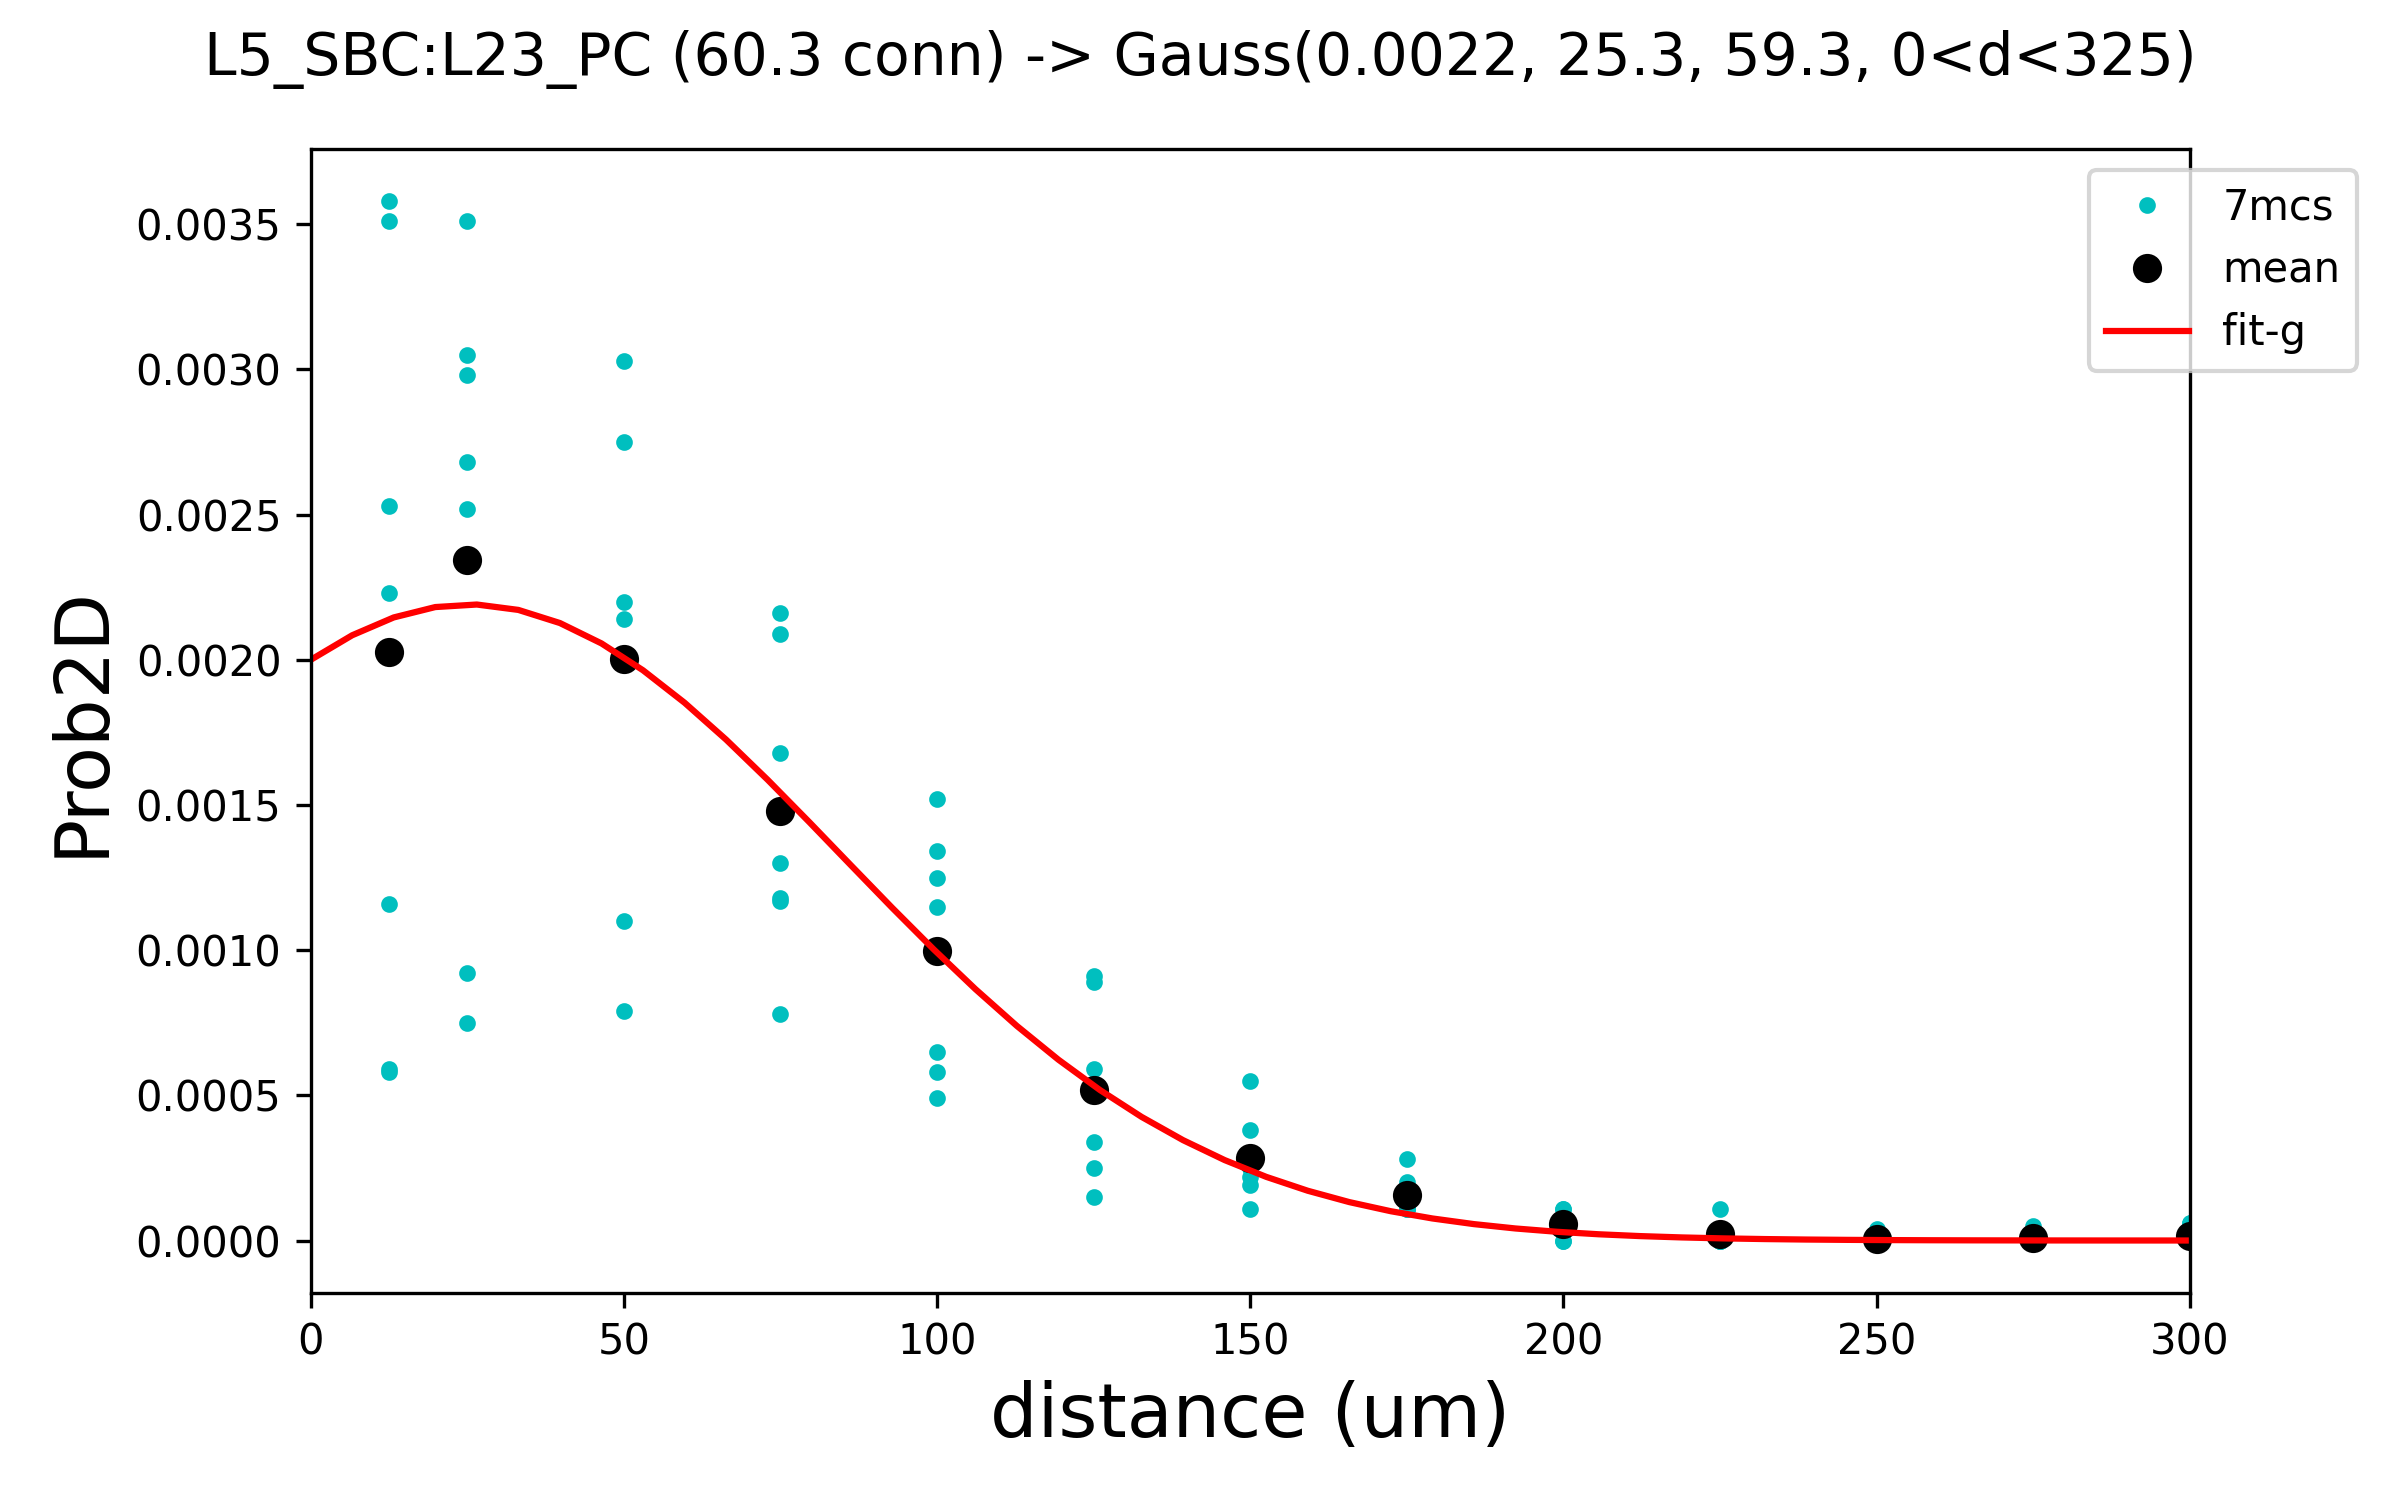 L5_SBC:L23_PC (60.3 conn) -> Gauss(0.0022, 25.3, 59.3, 0<d<325)
7mcs
mean
fit-g
Prob2D
0.0035
0.0030
0.0025
0.0020
0.0015
0.0010
0.0005
0.0000
0 50 100 150 200 250 300
distance (um)